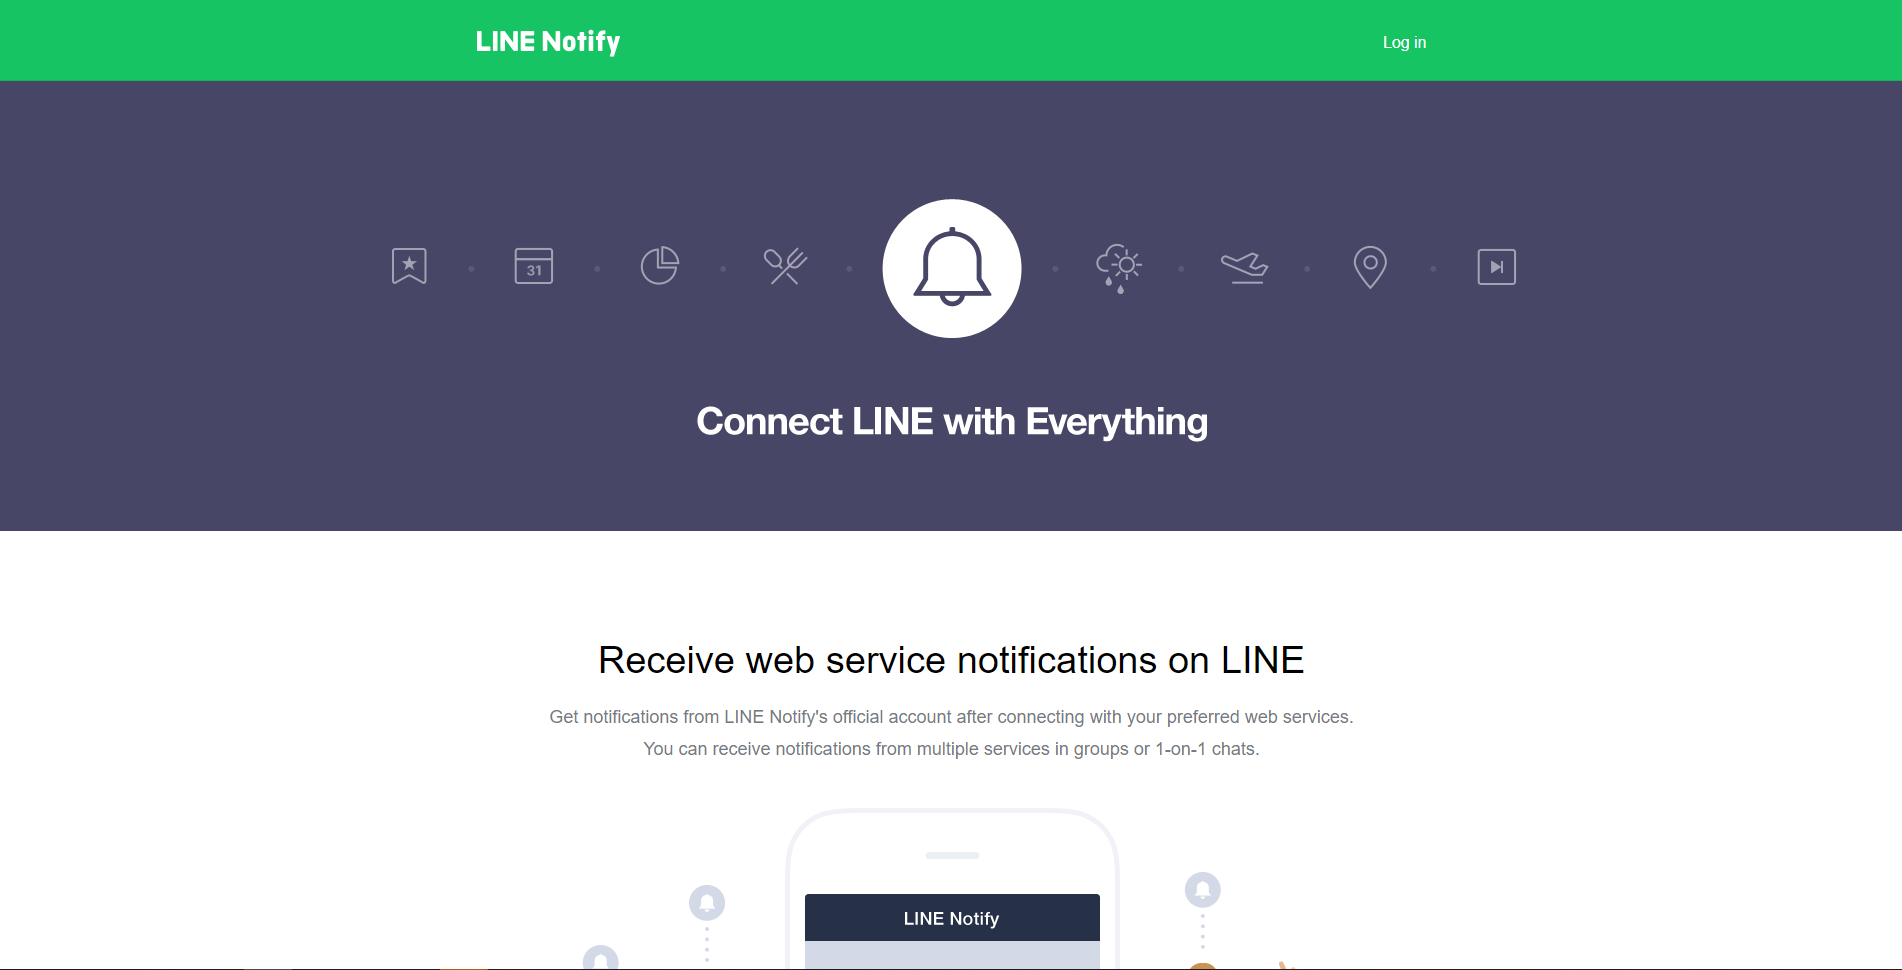 LINE Notify
Log in
31
Connect LINE with Everything
Receive web service notifications on LINE
Get notifications from LINE Notify's official account after connecting with your preferred web services.
You can receive notifications from multiple services in groups or 1-on-1 chats.
LINE Notify